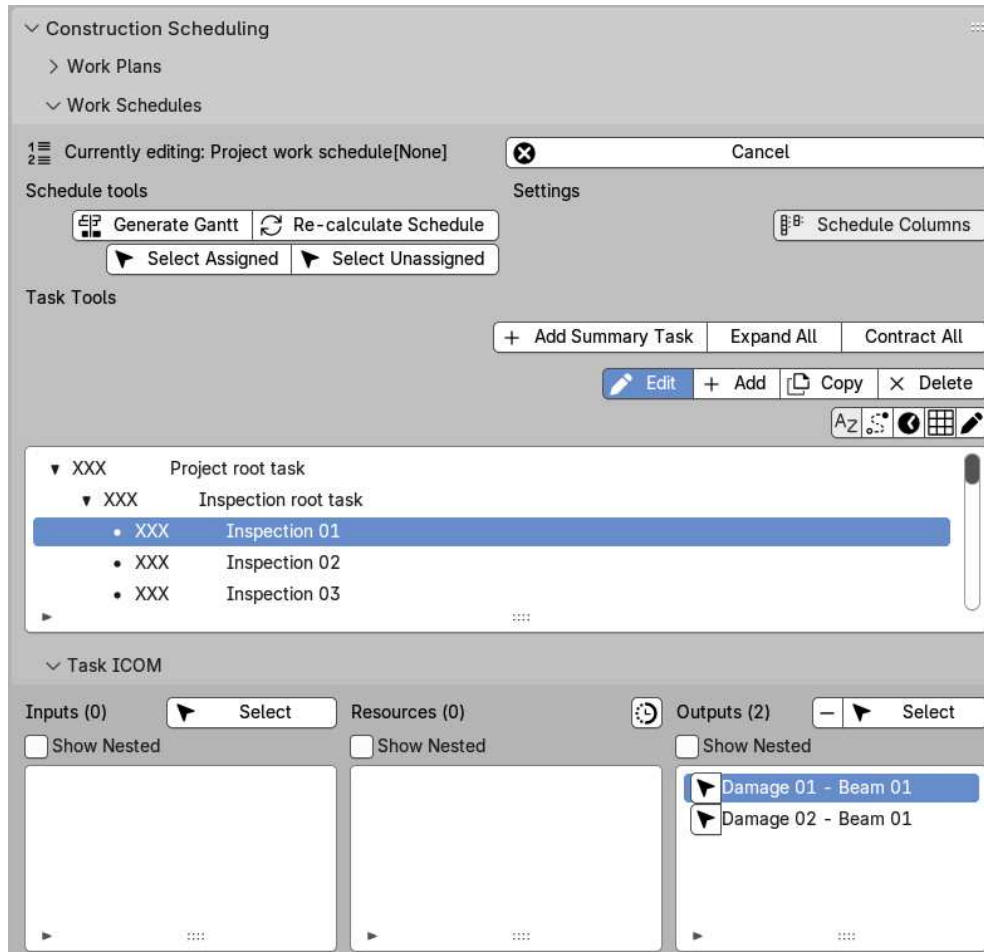 Construction Scheduling
Work Plans
Work Schedules
Currently editing: Project work schedule[None] Cancel
Schedule tools Settings
Generate Gantt Re-calculate Schedule Schedule Columns
Select Assigned Select Unassigned
Task Tools
+ Add Summary Task Expand All Contract All
Edit + Add Copy × Delete
AZ
XXX Project root task
XXX Inspection root task
• XXX Inspection 01
• XXX Inspection 02
• XXX Inspection 03
Task ICOM
Inputs (0) Select Resources (0) Outputs (2) − Select
Show Nested Show Nested Show Nested
Damage 01 - Beam 01
Damage 02 - Beam 01